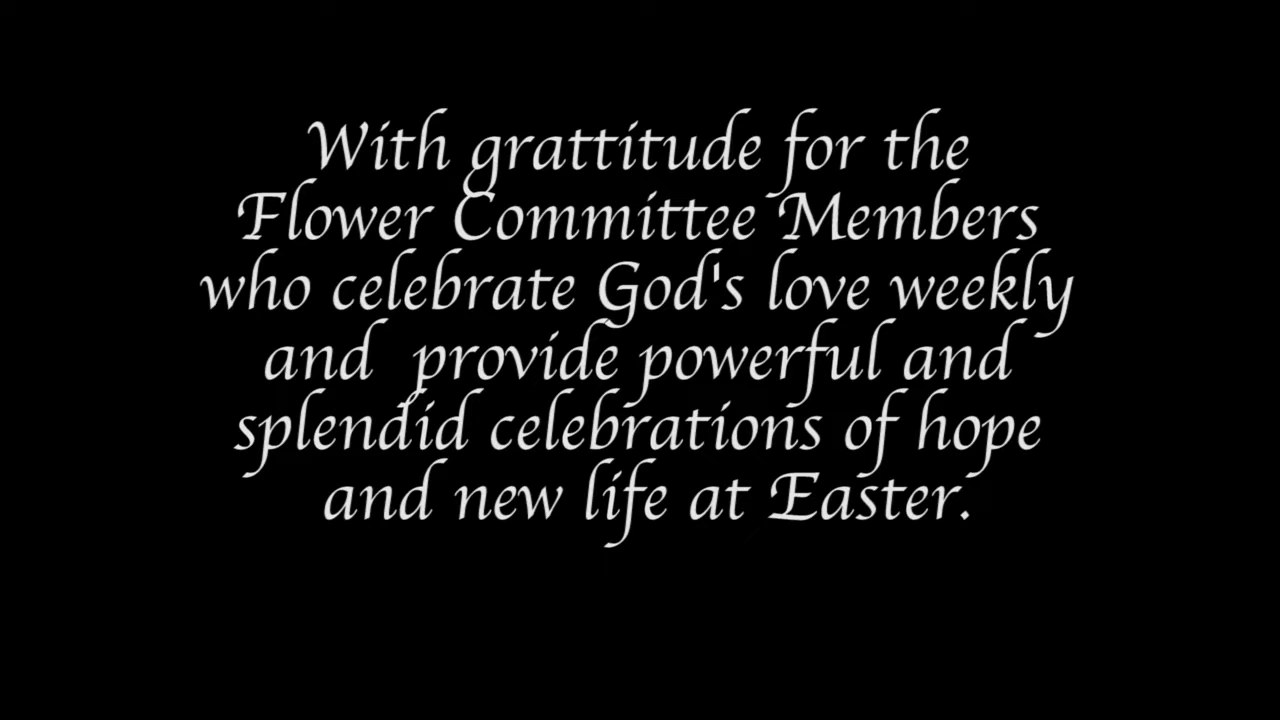 With grattitude for the
Flower Committee Members
who celebrate God's love weekly
and  provide powerful and
splendid celebrations of hope
and new life at Easter.